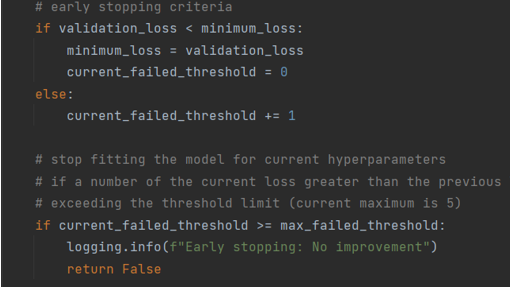 # early stopping criteria
if validation_loss < minimum_loss:
    minimum_loss = validation_loss
    current_failed_threshold = 0
else:
    current_failed_threshold += 1

# stop fitting the model for current hyperparameters
# if a number of the current loss greater than the previous
# exceeding the threshold limit (current maximum is 5)
if current_failed_threshold >= max_failed_threshold:
    logging.info(f"Early stopping: No improvement")
    return False